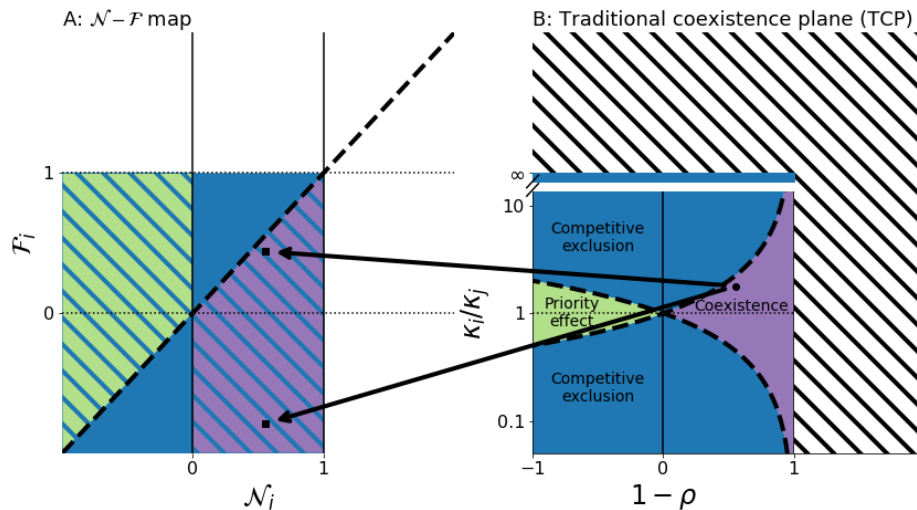 A: 𝒩 – ℱ map
B: Traditional coexistence plane (TCP)
1
0
ℱi
0
1
𝒩i
∞
10
1
0.1
κi/κj
Competitive
exclusion
Priority
effect
Coexistence
Competitive
exclusion
−1
0
1
1 − ρ